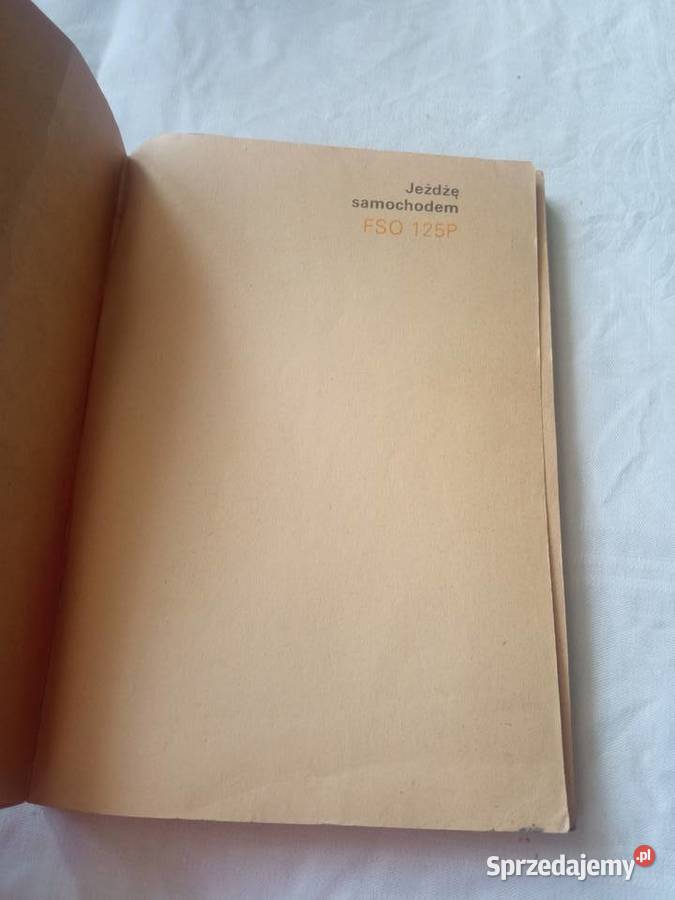 Jeżdżę
samochodem
FSO 125P
Sprzedajemy.pl